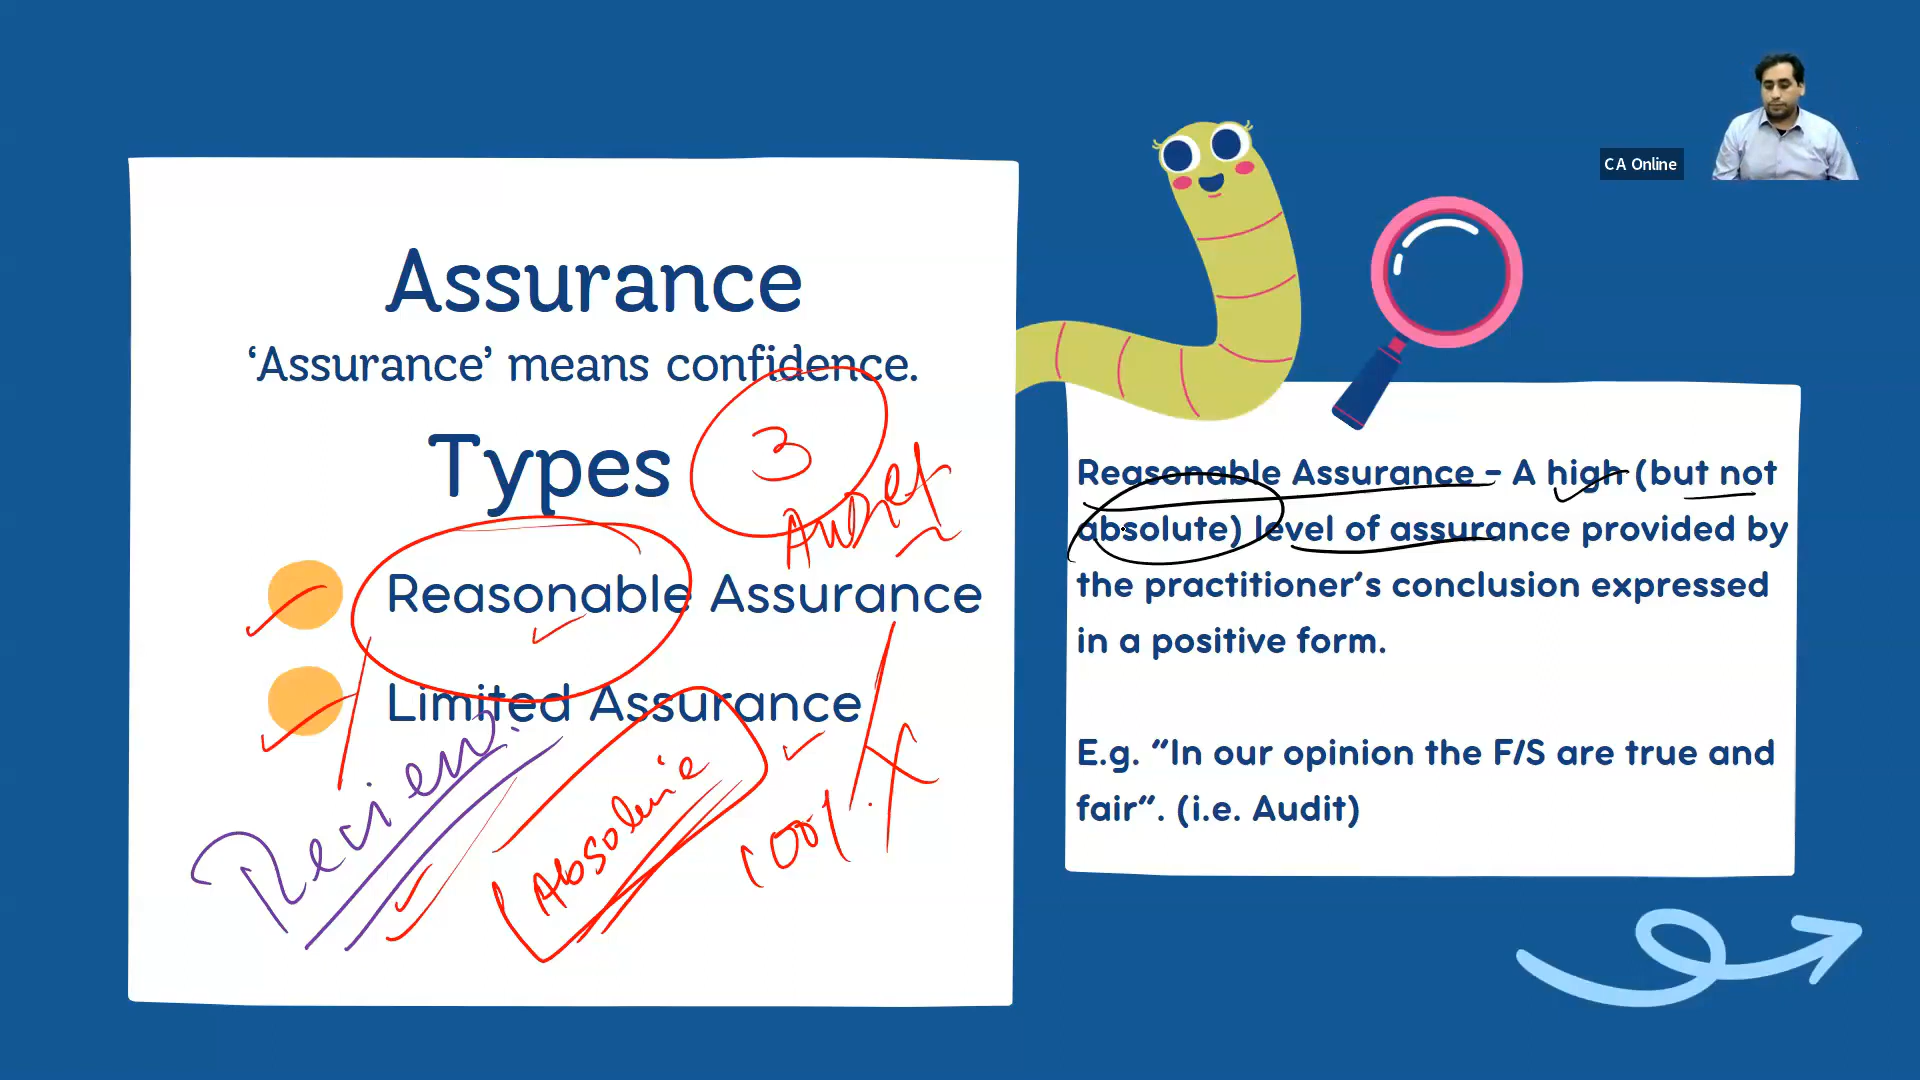 CA Online
Assurance
‘Assurance’ means confidence.
Types
3
Audit
Reasonable Assurance
Limited Assurance
Review.
Absolute
100%
Reasonable Assurance - A high (but not
absolute) level of assurance provided by
the practitioner’s conclusion expressed
in a positive form.
E.g. ”In our opinion the F/S are true and
fair”. (i.e. Audit)